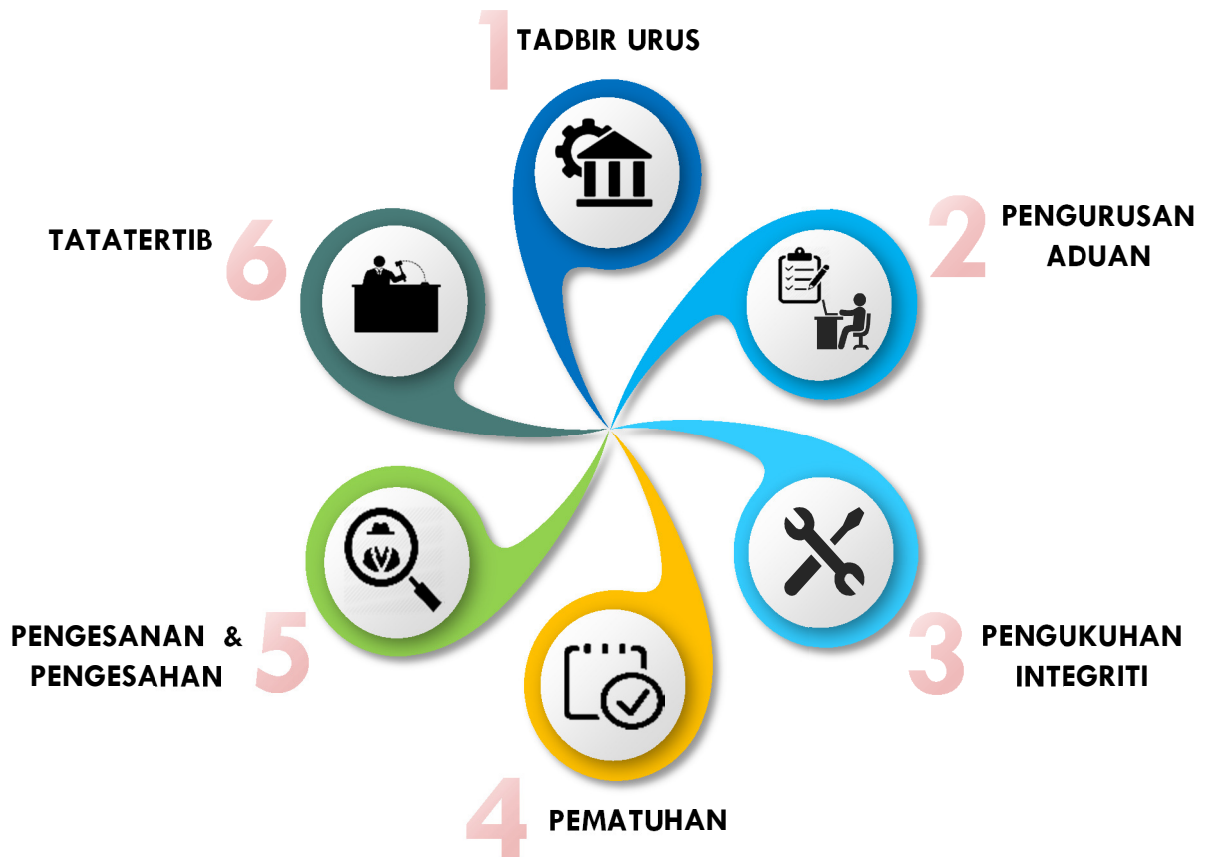 1 TADBIR URUS
2 PENGURUSAN
ADUAN
3 PENGUKUHAN
INTEGRITI
4 PEMATUHAN
5 PENGESANAN &
PENGESAHAN
6 TATATERTIB